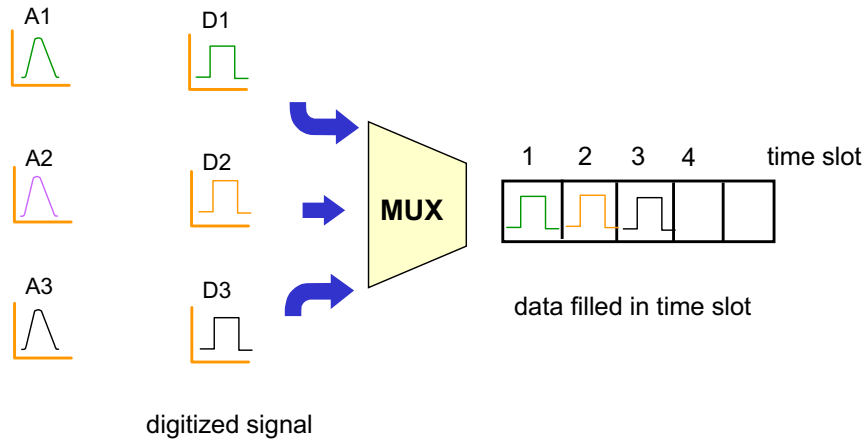 A1 D1
1 2 3 4 time slot
A2 D2
MUX
A3 D3
data filled in time slot
digitized signal